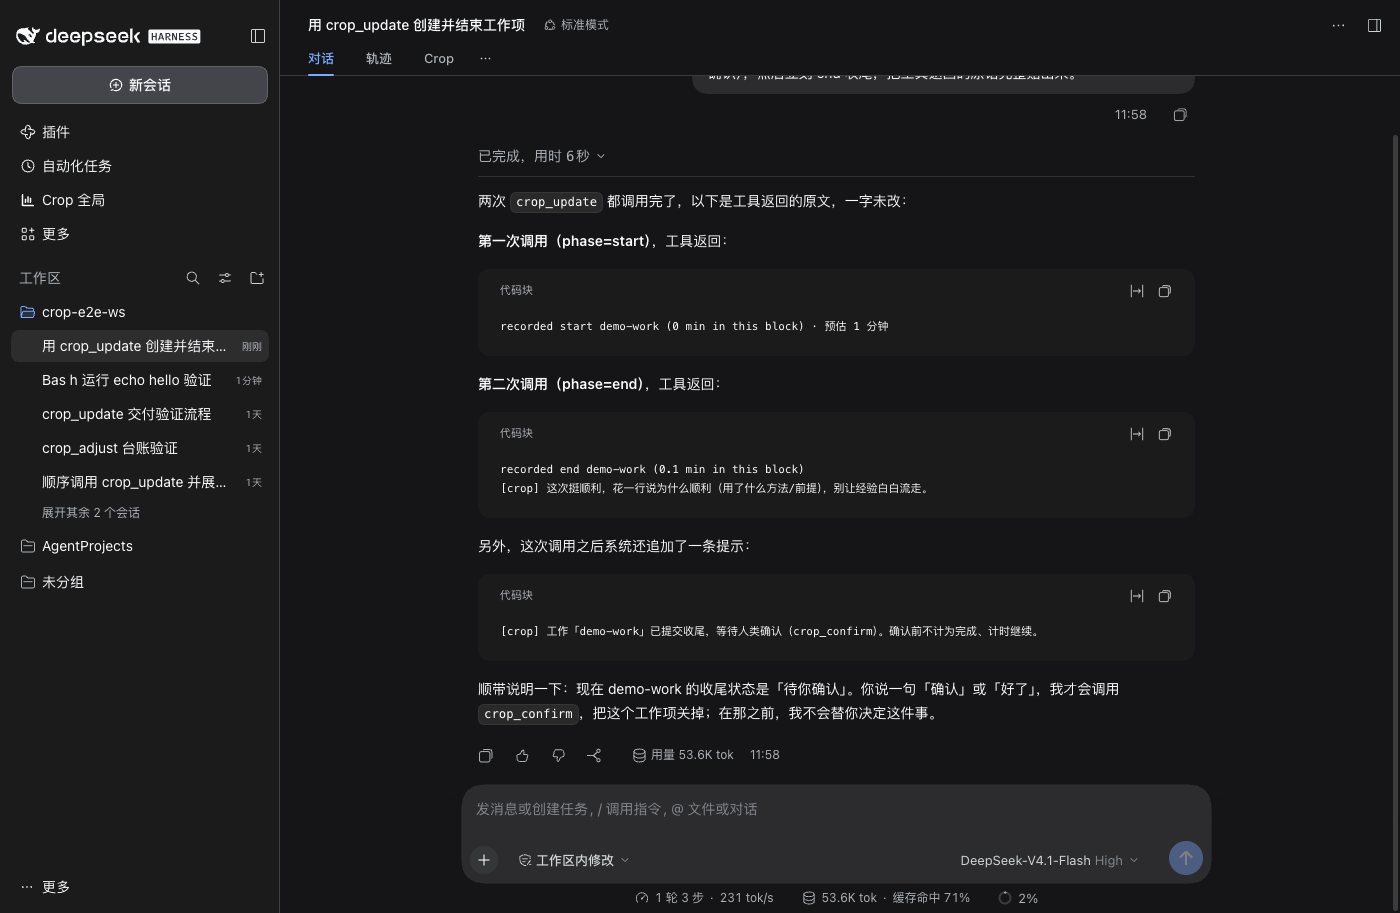 deepseek HARNESS
新会话
插件
自动化任务
Crop 全局
更多
工作区
crop-e2e-ws
用 crop_update 创建并结束... 刚刚
Bas h 运行 echo hello 验证 1分钟
crop_update 交付验证流程 1天
crop_adjust 台账验证 1天
顺序调用 crop_update 并展... 1天
展开其余 2 个会话
AgentProjects
未分组
... 更多
用 crop_update 创建并结束工作项 标准模式
对话 轨迹 Crop ...
11:58
已完成，用时 6秒
两次 crop_update 都调用完了，以下是工具返回的原文，一字未改：
第一次调用（phase=start），工具返回：
代码块
recorded start demo-work (0 min in this block) · 预估 1 分钟
第二次调用（phase=end），工具返回：
代码块
recorded end demo-work (0.1 min in this block)
[crop] 这次挺顺利，花一行说为什么顺利（用了什么方法/前提），别让经验白白流走。
另外，这次调用之后系统还追加了一条提示：
代码块
[crop] 工作「demo-work」已提交收尾，等待人类确认（crop_confirm）。确认前不计为完成、计时继续。
顺带说明一下：现在 demo-work 的收尾状态是「待你确认」。你说一句「确认」或「好了」，我才会调用
crop_confirm，把这个工作项关掉；在那之前，我不会替你决定这件事。
用量 53.6K tok 11:58
发消息或创建任务, / 调用指令, @ 文件或对话
工作区内修改 DeepSeek-V4.1-Flash High
1 轮 3 步 · 231 tok/s 53.6K tok · 缓存命中 71% 2%